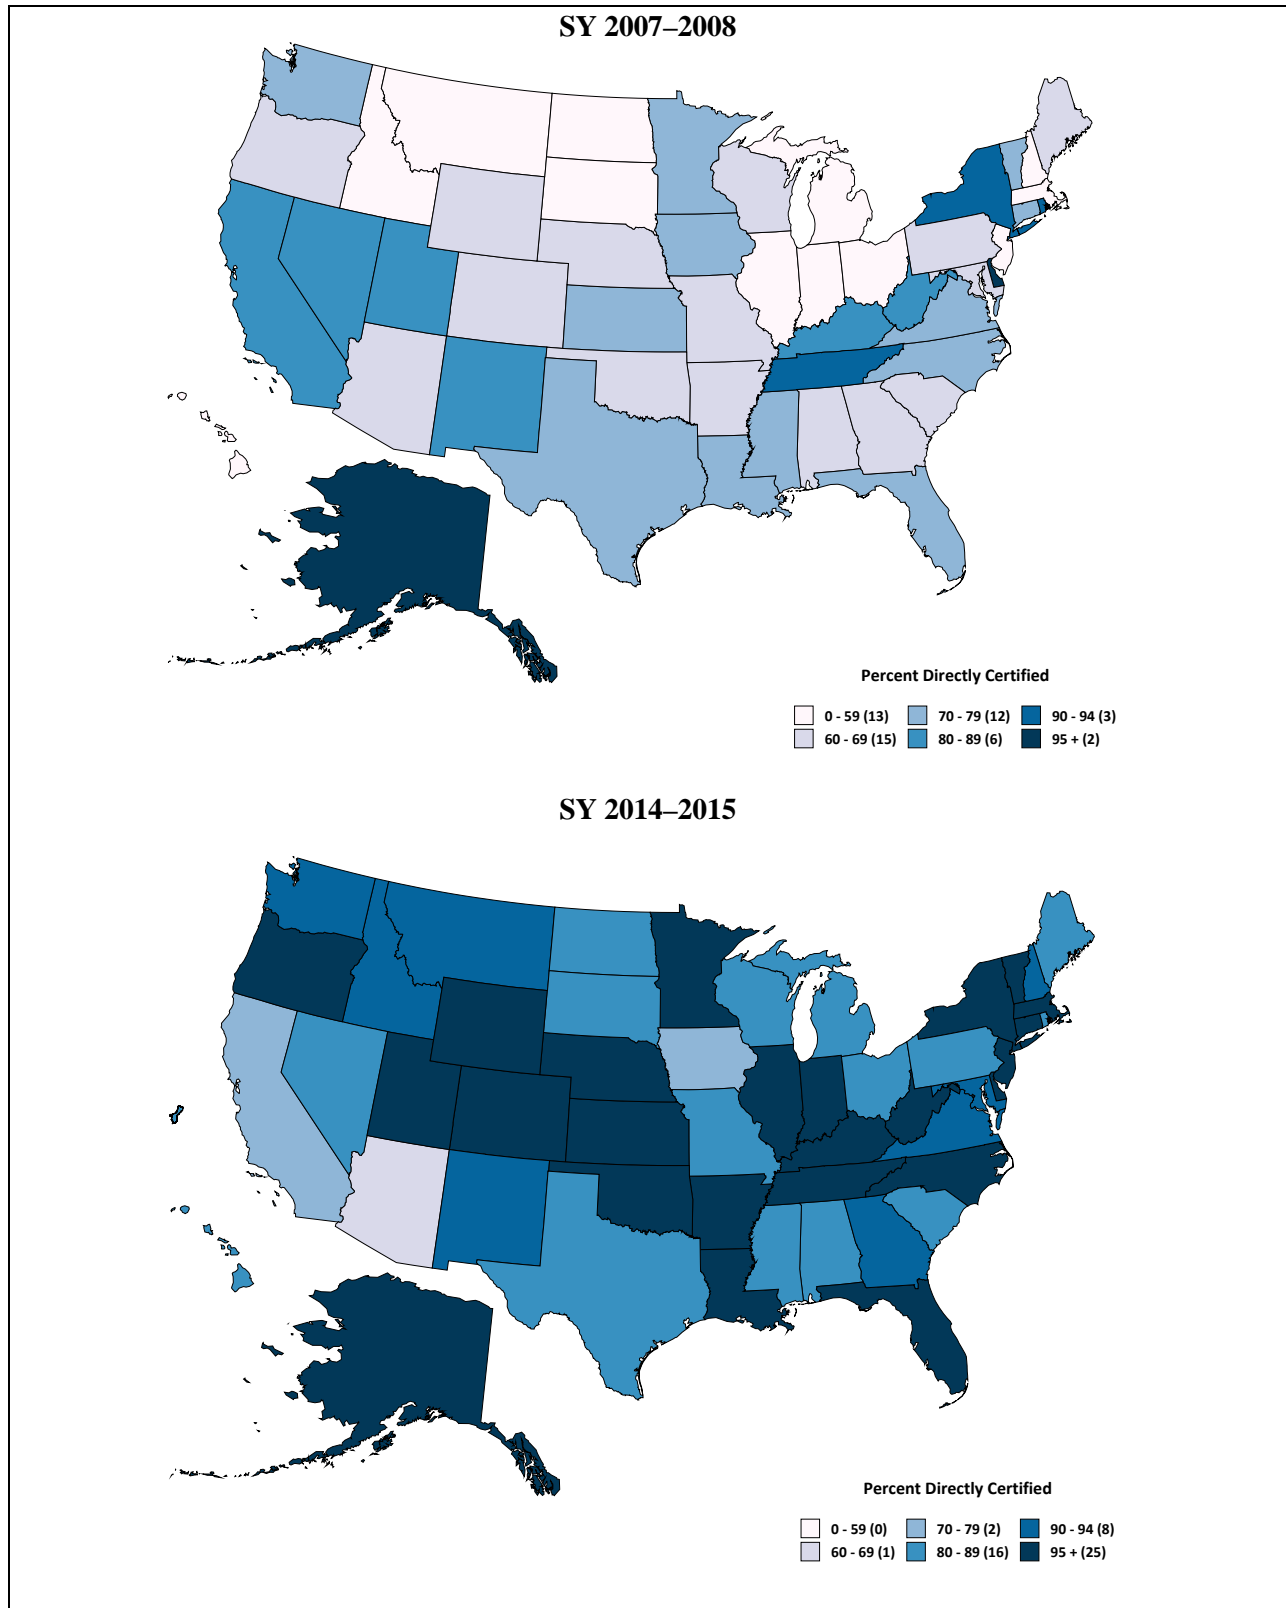 SY 2007–2008
Percent Directly Certified
0 - 59 (13) 70 - 79 (12) 90 - 94 (3)
60 - 69 (15) 80 - 89 (6) 95 + (2)
SY 2014–2015
Percent Directly Certified
0 - 59 (0) 70 - 79 (2) 90 - 94 (8)
60 - 69 (1) 80 - 89 (16) 95 + (25)